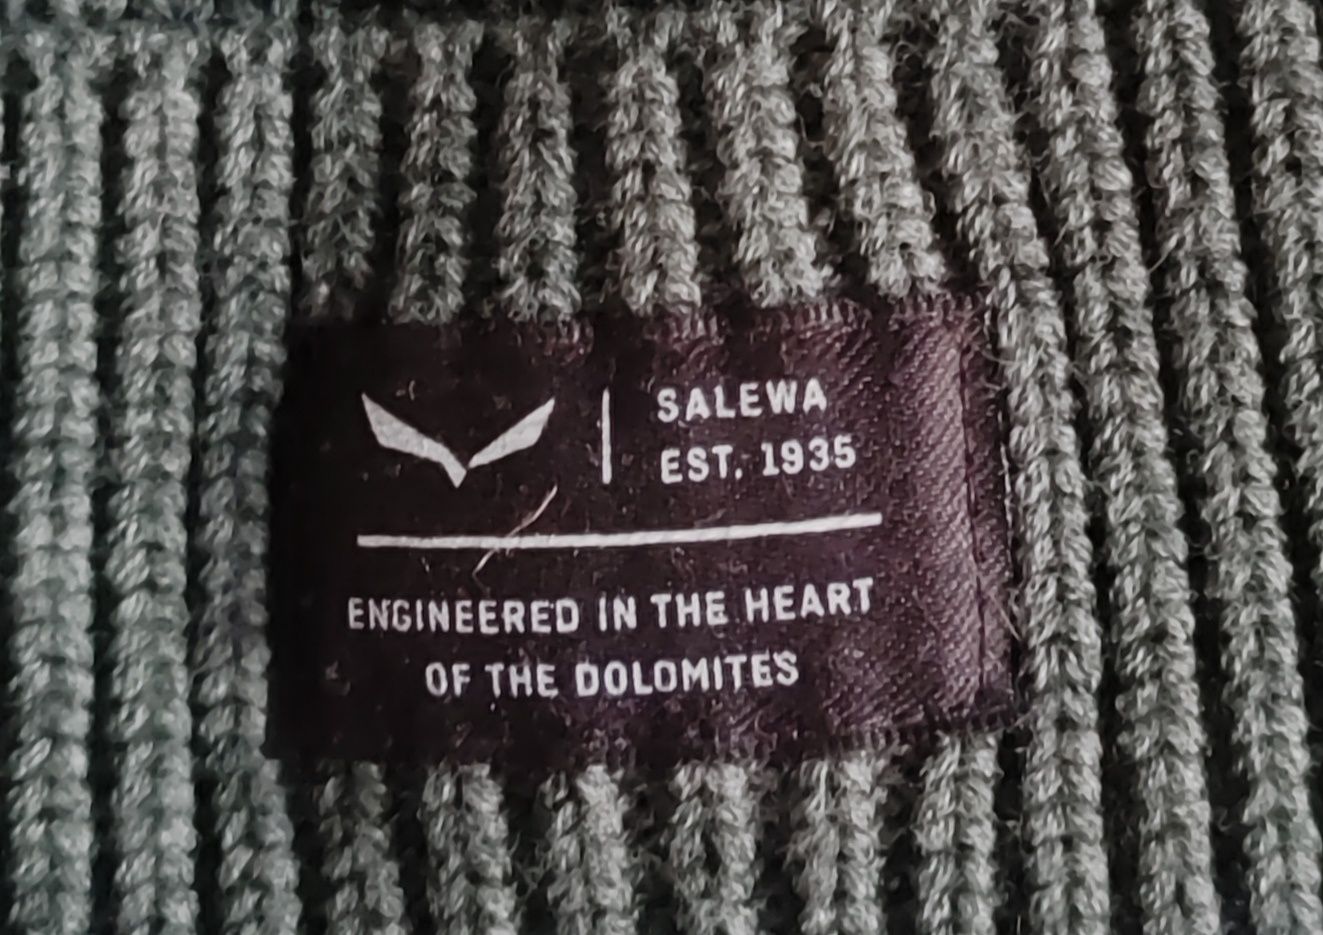 SALEWA
EST. 1935
ENGINEERED IN THE HEART
OF THE DOLOMITES